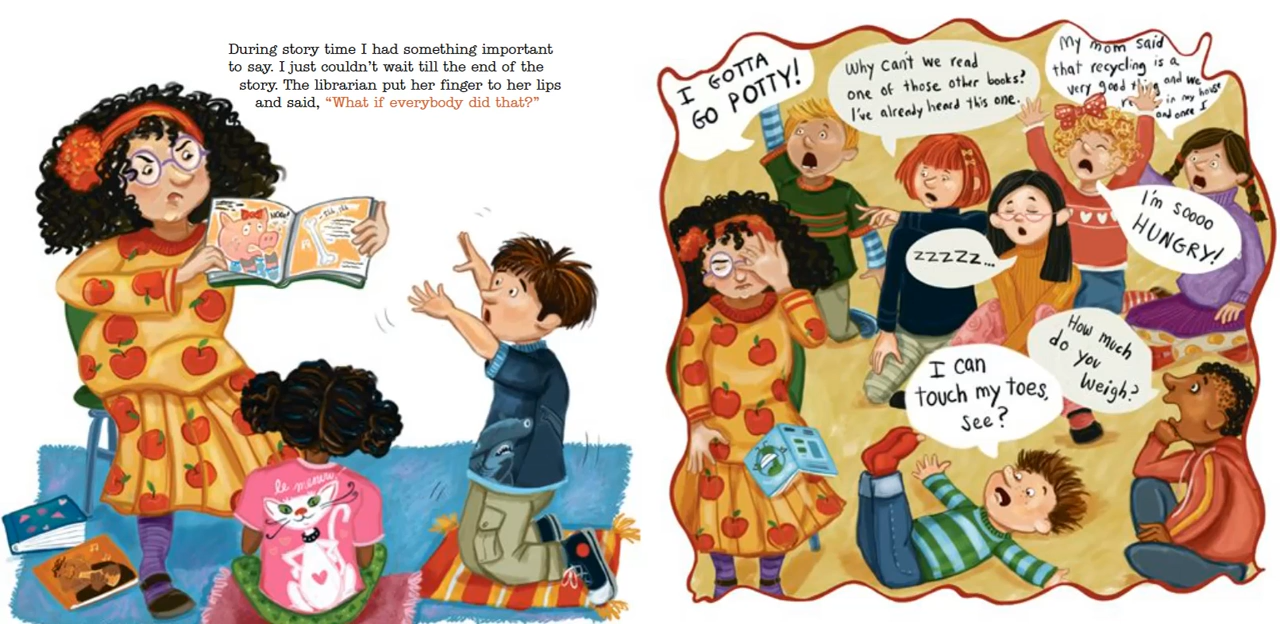 During story time I had something important
to say. I just couldn't wait till the end of the
story. The librarian put her finger to her lips
and said, "What if everybody did that?"
le meow
I GOTTA
GO POTTY!
Why can't we read
one of those other books?
I've already heard this one.
My mom said
that recycling is a
very good thing and we
in my house
and once I
I'm soooo
HUNGRY!
ZZZZZ...
How much
do you
weigh?
I can
touch my toes,
see?